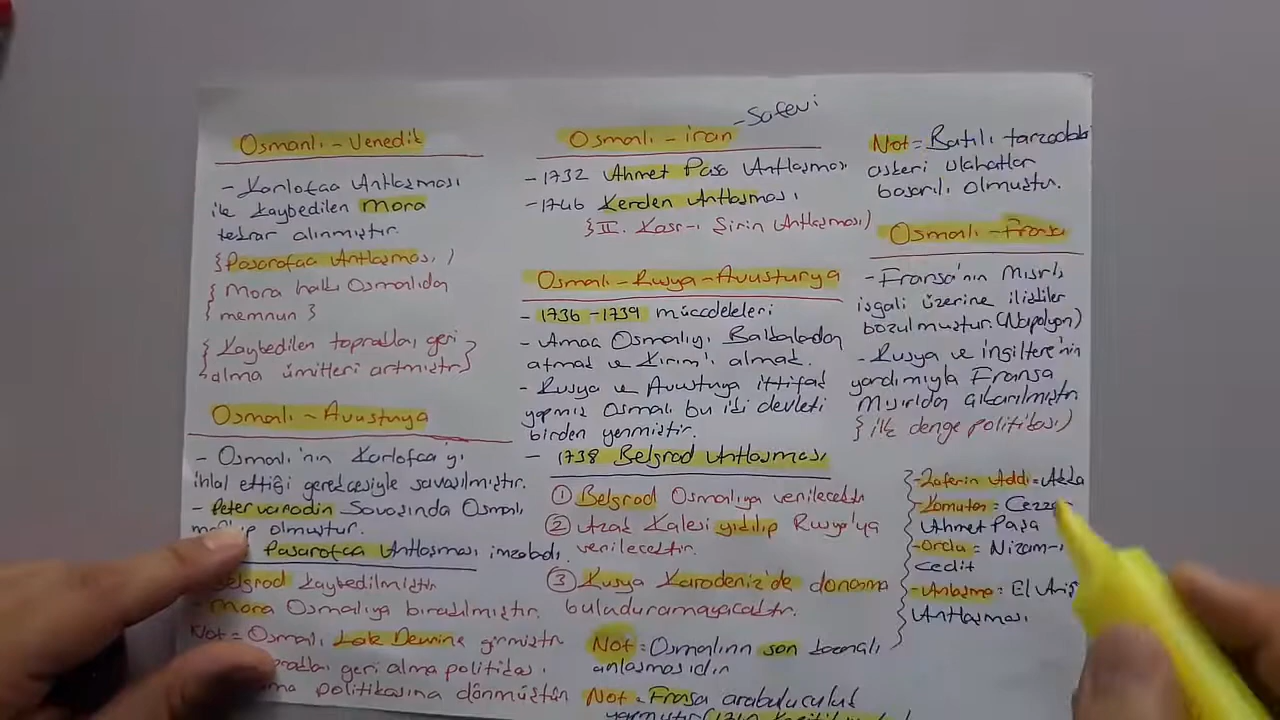 Osmanlı - Venedik
- Karlofça Antlaşması
ile kaybedilen Mora
tekrar alınmıştır.
{Pasarofça Antlaşması)
{ Mora halkı Osmanlıdan
memnun }
{ Kaybedilen toprakları geri
alma ümitleri artmıştır }
Osmanlı - Avusturya
- Osmanlı'nın Karlofça'yı
ihlal ettiği gerekçesiyle savaşılmıştır.
- Petervaradin Savaşında Osmanlı
olmuştur.
Pasarofça Antlaşması imzalandı.
Belgrad kaybedilmiştir
- Mora Osmanlıya bırakılmıştır.
Not = Osmanlı Lale Devrine girmiştir
geri alma politikası
politikasına dönmüştür
Osmanlı - İran - Safevi
- 1732 Ahmet Paşa Antlaşması
- 1746 Kerden Antlaşması
{II. Kasr-ı Şirin Antlaşması)
Osmanlı - Rusya - Avusturya
- 1736 - 1739 mücadeleleri
- Amaç Osmanlıyı Balkanlardan
atmak ve Kırım'ı almak.
- Rusya ve Avusturya ittifak
yapmış Osmanlı bu iki devleti
birden yenmiştir.
- 1738 Belgrad Antlaşması
① Belgrad Osmanlıya verilecektir
② Azak Kalesi yıkılıp Rusya'ya
verilecektir.
③ Rusya Karadeniz'de donanma
bulunduramayacaktır.
Not: Osmanlının son kazançlı
anlaşmasıdır
Not = Fransa arabuluculuk
Not = Batılı tarzdaki
askeri ıslahatlar
başarılı olmuştur.
Osmanlı - Fransa
- Fransa'nın Mısır'ı
işgali üzerine ilişkiler
bozulmuştur. (Napolyon)
- Rusya ve İngiltere'nin
yardımıyla Fransa
Mısırdan çıkarılmıştır
{ ilk denge politikası)
- Zaferin Adı = Akka
- Komutan =
Ahmet Paşa
- Ordu = Nizam-ı
Cedit
- Anlaşma = El Ariş
Antlaşması